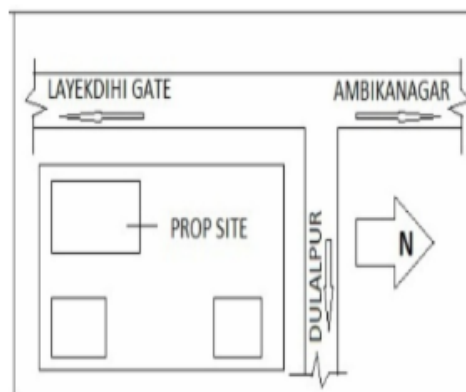 LAYEKDIHI GATE
AMBIKANAGAR
PROP SITE
DULALPUR
N